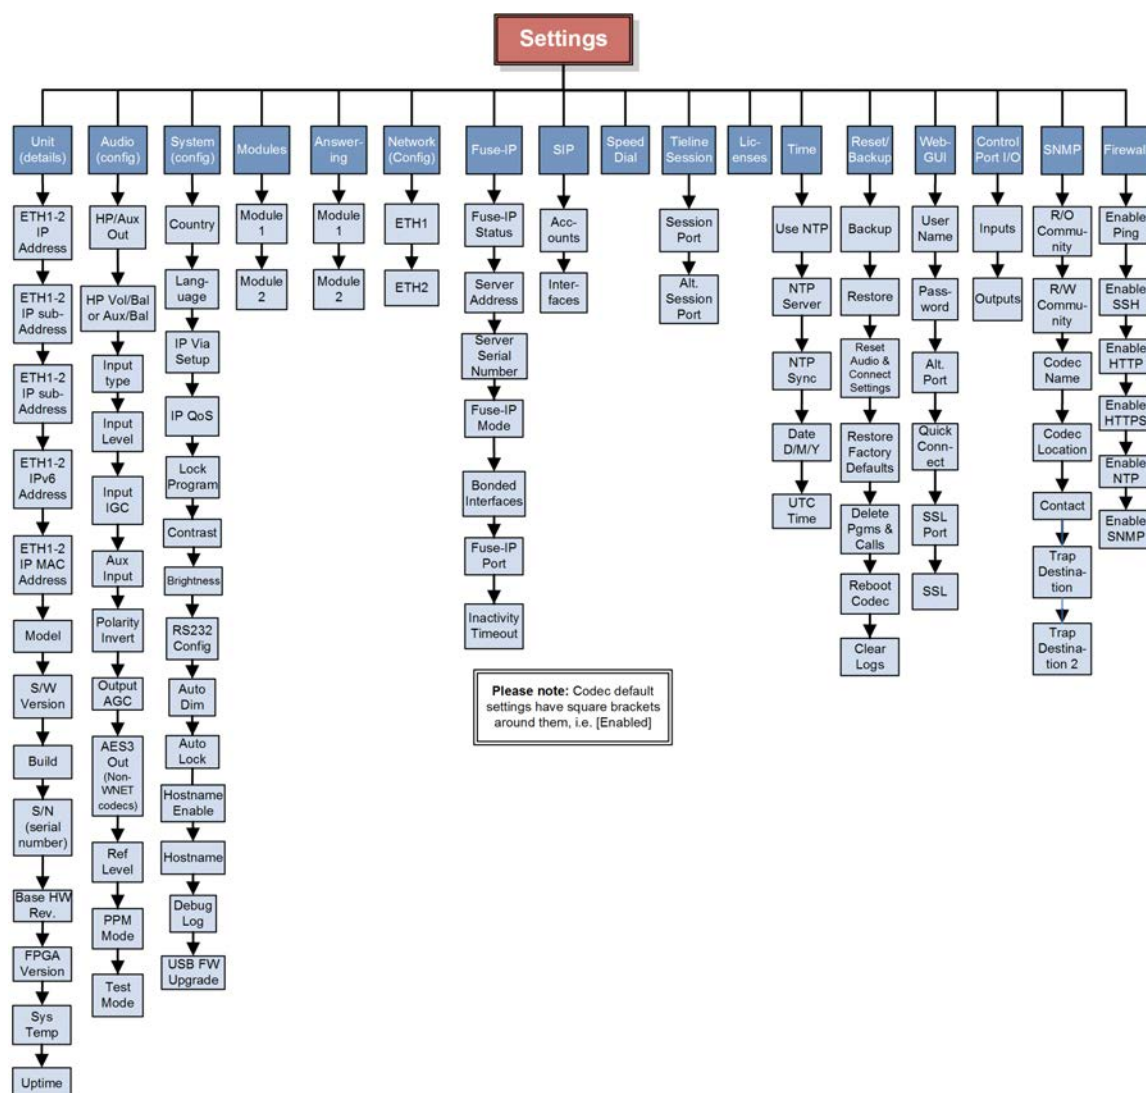 Settings
Unit
(details)
ETH1-2
IP
Address
ETH1-2
IP sub-
Address
ETH1-2
IP sub-
Address
ETH1-2
IPv6
Address
ETH1-2
IP MAC
Address
Model
S/W
Version
Build
S/N
(serial
number)
Base HW
Rev.
FPGA
Version
Sys
Temp
Uptime
Audio
(config)
HP/Aux
Out
HP Vol/Bal
or Aux/Bal
Input
type
Input
Level
Input
IGC
Aux
Input
Polarity
Invert
Output
AGC
AES3
Out
(Non-
WNET
codecs)
Ref
Level
PPM
Mode
Test
Mode
System
(config)
Country
Lang-
uage
IP Via
Setup
IP QoS
Lock
Program
Contrast
Brightness
RS232
Config
Auto
Dim
Auto
Lock
Hostname
Enable
Hostname
Debug
Log
USB FW
Upgrade
Modules
Module
1
Module
2
Answer-
ing
Module
1
Module
2
Network
(Config)
ETH1
ETH2
Fuse-IP
Fuse-IP
Status
Server
Address
Server
Serial
Number
Fuse-IP
Mode
Bonded
Interfaces
Fuse-IP
Port
Inactivity
Timeout
SIP
Acc-
ounts
Inter-
faces
Speed
Dial
Tieline
Session
Session
Port
Alt.
Session
Port
Lic-
enses
Time
Use NTP
NTP
Server
NTP
Sync
Date
D/M/Y
UTC
Time
Reset/
Backup
Backup
Restore
Reset
Audio &
Connect
Settings
Restore
Factory
Defaults
Delete
Pgms &
Calls
Reboot
Codec
Clear
Logs
Web-
GUI
User
Name
Pass-
word
Alt.
Port
Quick
Conn-
ect
SSL
Port
SSL
Control
Port I/O
Inputs
Outputs
SNMP
R/O
Commu-
nity
R/W
Commu-
nity
Codec
Name
Codec
Location
Contact
Trap
Destina-
tion
Trap
Destina-
tion 2
Firewall
Enable
Ping
Enable
SSH
Enable
HTTP
Enable
HTTPS
Enable
NTP
Enable
SNMP
Please note: Codec default
settings have square brackets
around them, i.e. [Enabled]